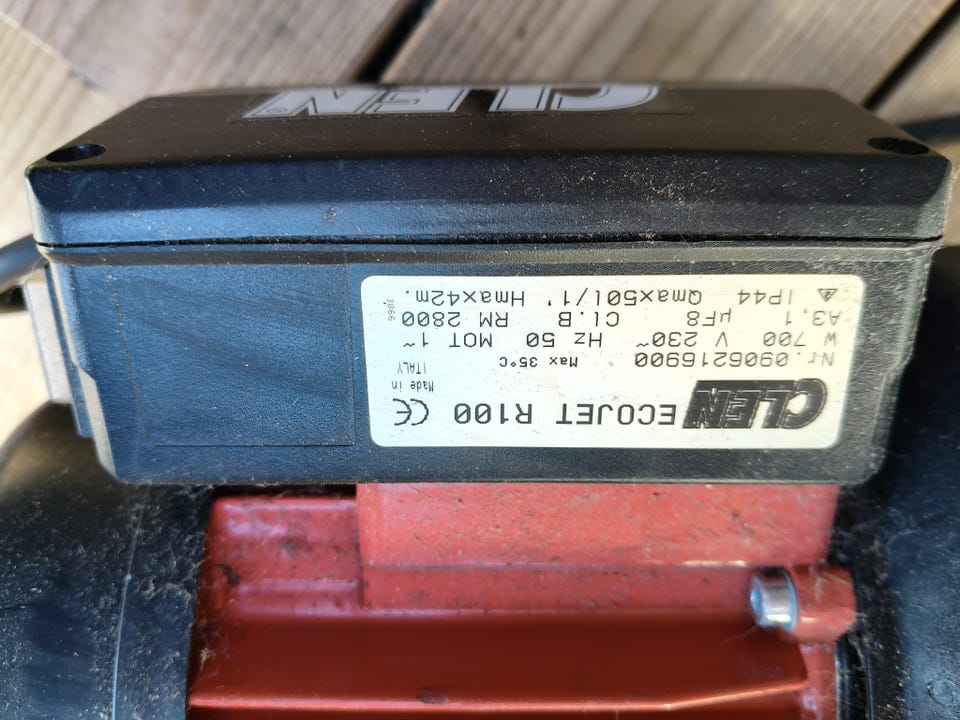 CLEN®
CLEN ECOJET R100 CE
Made in
ITALY
Nr. 0906216900 Max 35°C
W 700 V 230~ Hz 50 MOT 1~
A3,1 µF8 Cl.B RM 2800
IP44 Qmax50l/1' Hmax42m.